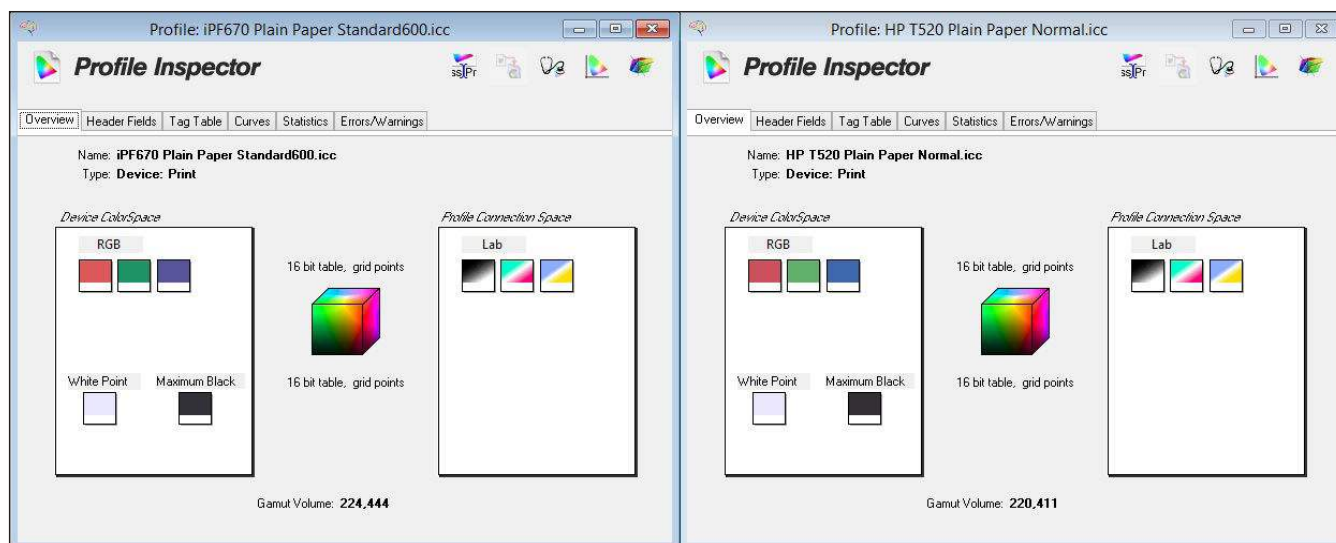 Profile: iPF670 Plain Paper Standard600.icc
Profile Inspector
Overview Header Fields Tag Table Curves Statistics Errors/Warnings
Name: iPF670 Plain Paper Standard600.icc
Type: Device: Print
Device ColorSpace
Profile Connection Space
RGB
Lab
16 bit table, grid points
16 bit table, grid points
White Point Maximum Black
Gamut Volume: 224,444
Profile: HP T520 Plain Paper Normal.icc
Profile Inspector
Overview Header Fields Tag Table Curves Statistics Errors/Warnings
Name: HP T520 Plain Paper Normal.icc
Type: Device: Print
Device ColorSpace
Profile Connection Space
RGB
Lab
16 bit table, grid points
16 bit table, grid points
White Point Maximum Black
Gamut Volume: 220,411